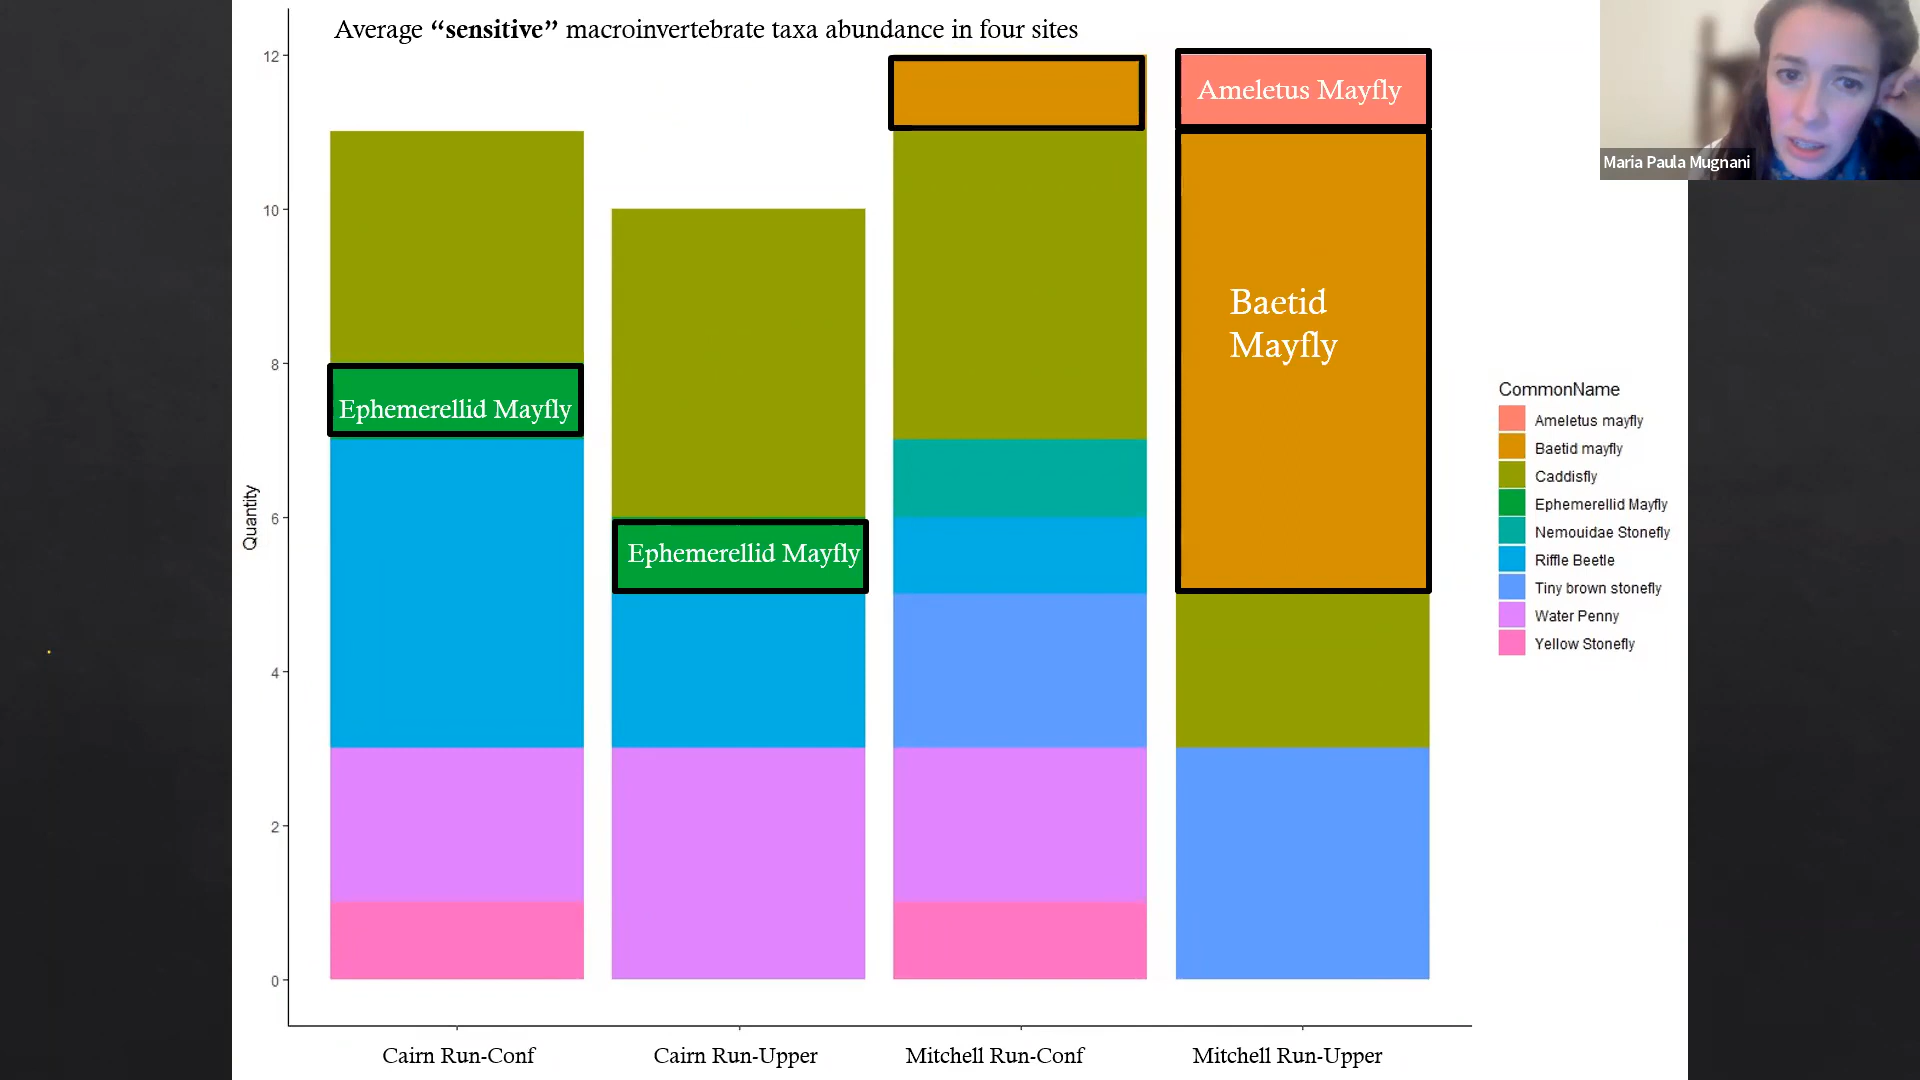 Average “sensitive” macroinvertebrate taxa abundance in four sites
Maria Paula Mugnani
12
10
8
6
4
2
0
Quantity
Ameletus Mayfly
Baetid
Mayfly
Ephemerellid Mayfly
Ephemerellid Mayfly
CommonName
Ameletus mayfly
Baetid mayfly
Caddisfly
Ephemerellid Mayfly
Nemouidae Stonefly
Riffle Beetle
Tiny brown stonefly
Water Penny
Yellow Stonefly
Cairn Run-Conf
Cairn Run-Upper
Mitchell Run-Conf
Mitchell Run-Upper